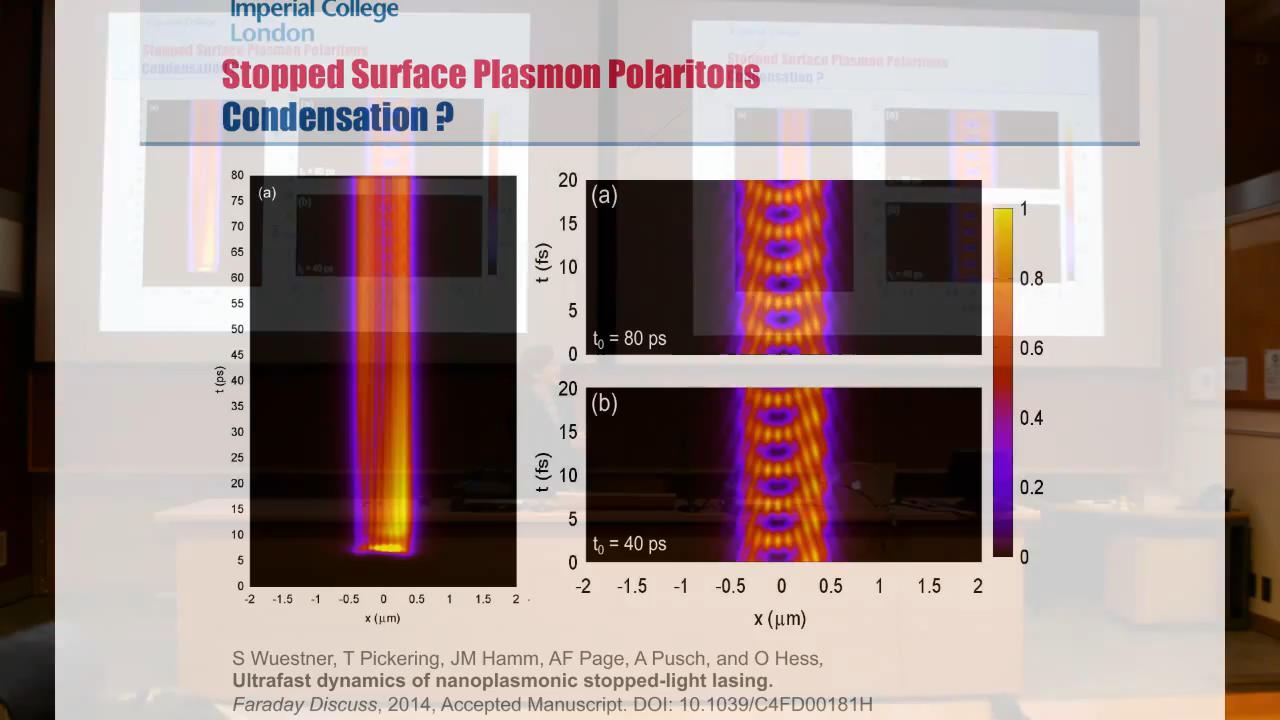 Imperial College
London
Stopped Surface Plasmon Polaritons
Condensation ?
(a)
80
75
70
65
60
55
50
45
40
35
30
25
20
15
10
5
0
t (ps)
-2 -1.5 -1 -0.5 0 0.5 1 1.5 2
x (μm)
(a)
20
15
10
5
0
t (fs)
t0 = 80 ps
(b)
20
15
10
5
0
t (fs)
t0 = 40 ps
-2 -1.5 -1 -0.5 0 0.5 1 1.5 2
x (μm)
1
0.8
0.6
0.4
0.2
0
S Wuestner, T Pickering, JM Hamm, AF Page, A Pusch, and O Hess,
Ultrafast dynamics of nanoplasmonic stopped-light lasing.
Faraday Discuss, 2014, Accepted Manuscript. DOI: 10.1039/C4FD00181H